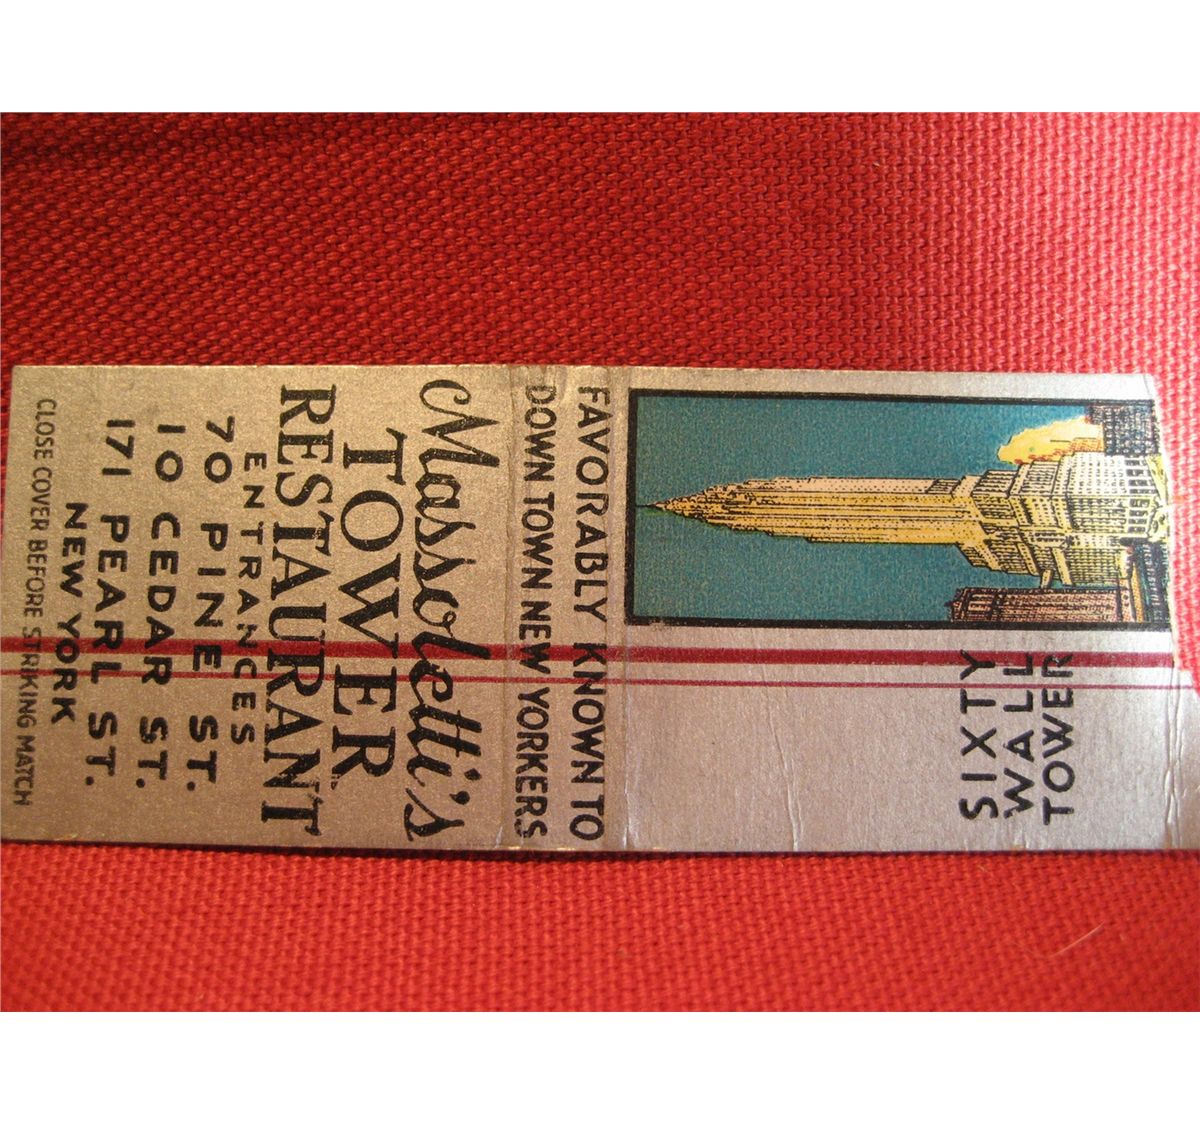 FAVORABLY KNOWN TO
DOWN TOWN NEW YORKERS
Massoletti's
TOWER
RESTAURANT
ENTRANCES
70 PINE ST.
10 CEDAR ST.
171 PEARL ST.
NEW YORK
CLOSE COVER BEFORE STRIKING MATCH
SIXTY
WALL
TOWER